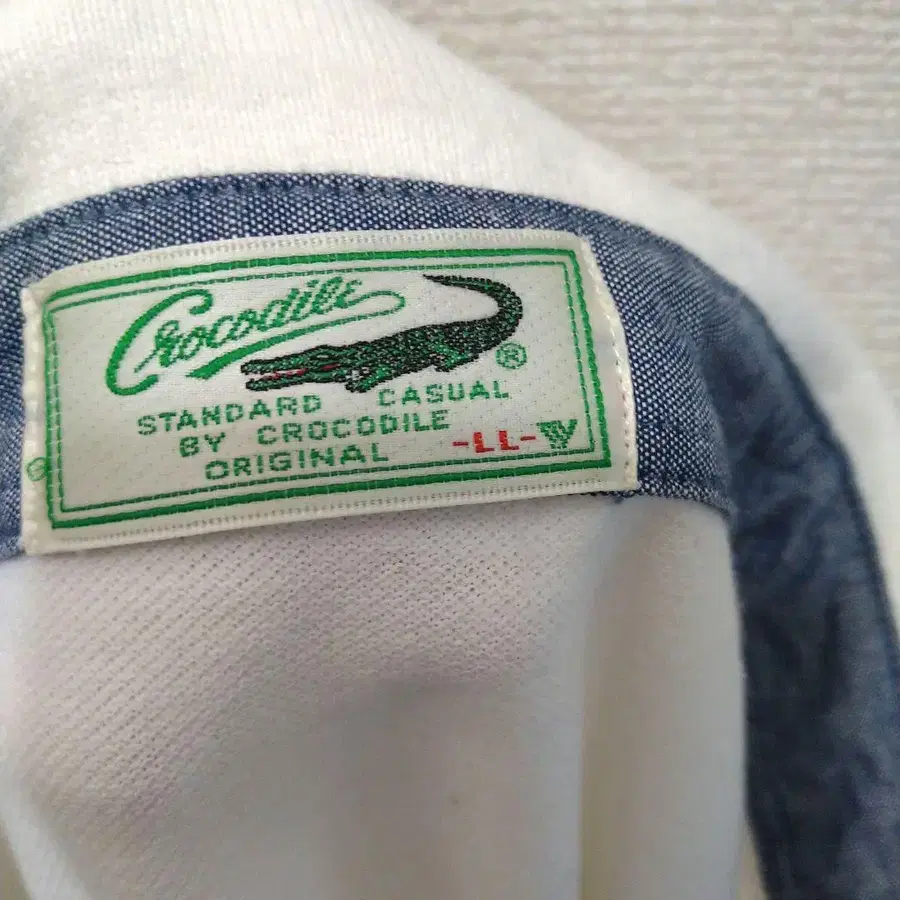 Crocodile
®
STANDARD CASUAL
BY CROCODILE
ORIGINAL
-LL-